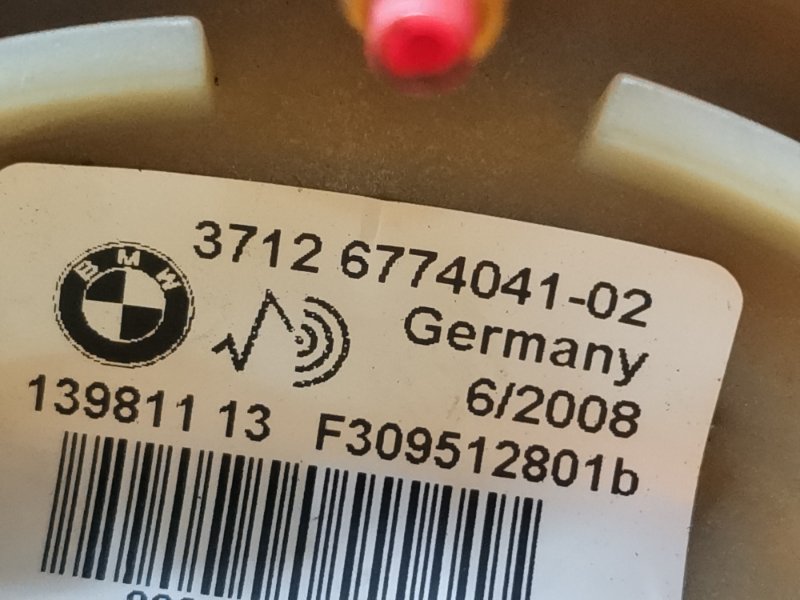 3712 6774041-02
BMW
Germany
6/2008
139811 13 F309512801b